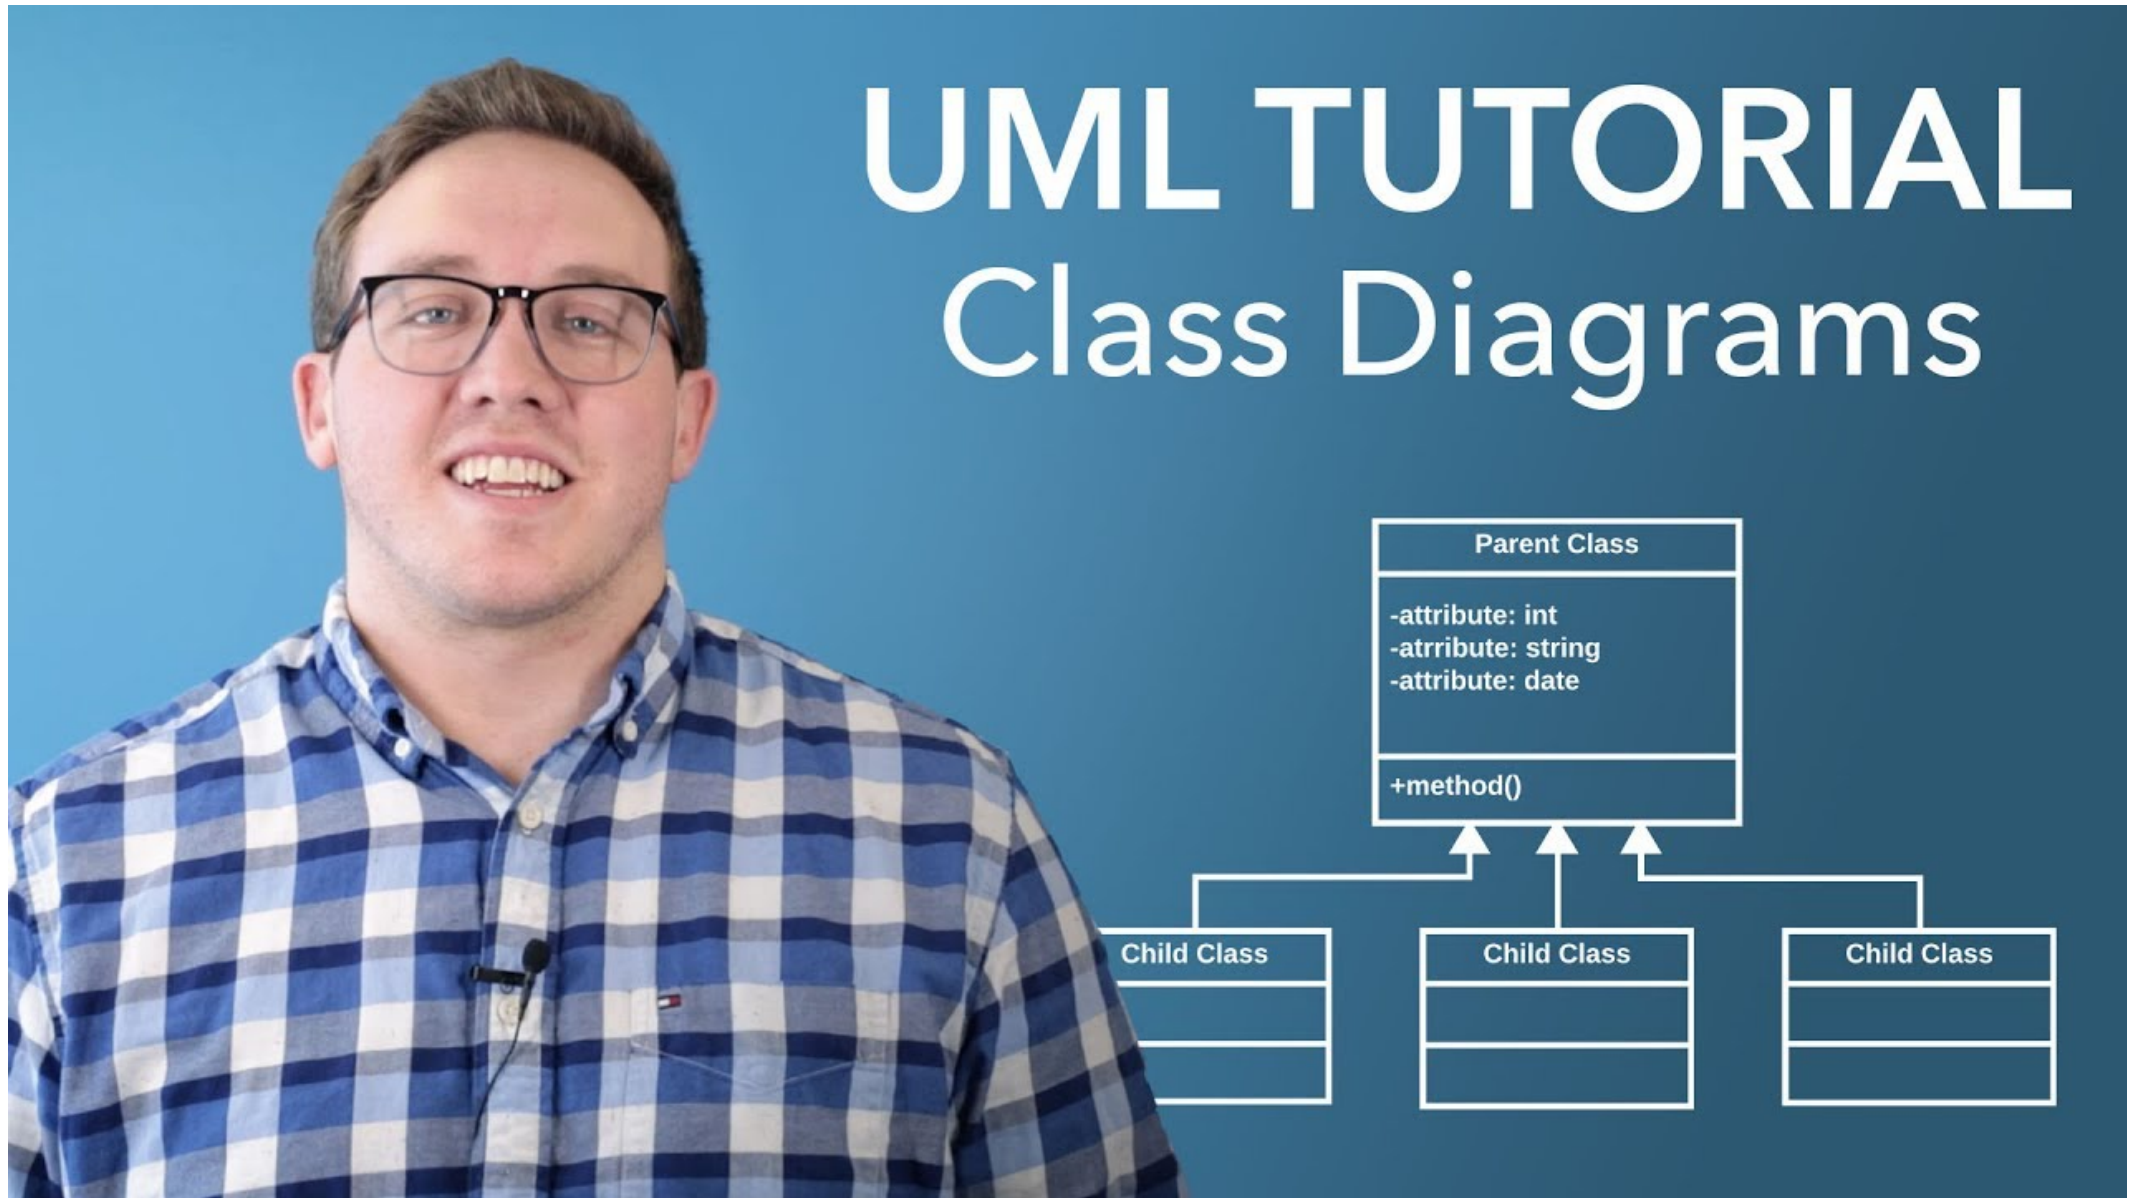 UML TUTORIAL
Class Diagrams
Parent Class
-attribute: int
-atrribute: string
-attribute: date
+method()
Child Class
Child Class
Child Class